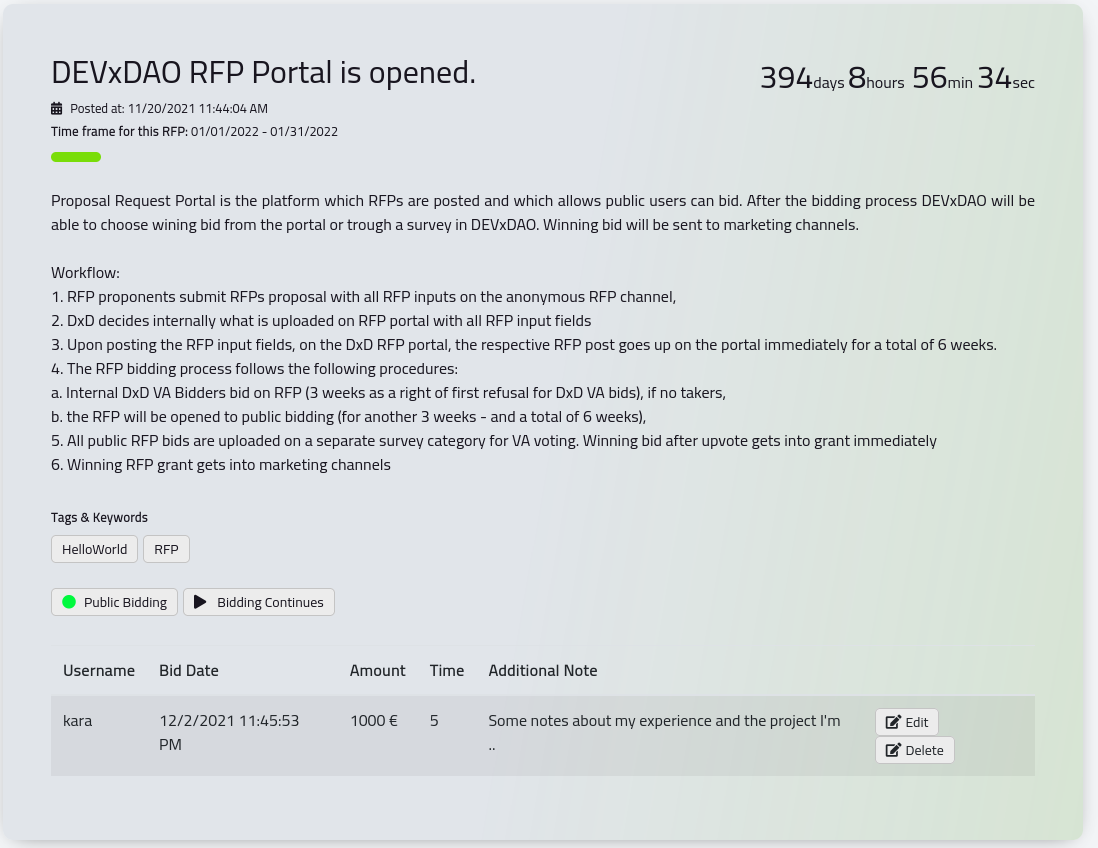 DEVxDAO RFP Portal is opened.
394days 8hours 56min 34sec
Posted at: 11/20/2021 11:44:04 AM
Time frame for this RFP: 01/01/2022 - 01/31/2022
Proposal Request Portal is the platform which RFPs are posted and which allows public users can bid. After the bidding process DEVxDAO will be
able to choose wining bid from the portal or trough a survey in DEVxDAO. Winning bid will be sent to marketing channels.
Workflow:
1. RFP proponents submit RFPs proposal with all RFP inputs on the anonymous RFP channel,
2. DxD decides internally what is uploaded on RFP portal with all RFP input fields
3. Upon posting the RFP input fields, on the DxD RFP portal, the respective RFP post goes up on the portal immediately for a total of 6 weeks.
4. The RFP bidding process follows the following procedures:
a. Internal DxD VA Bidders bid on RFP (3 weeks as a right of first refusal for DxD VA bids), if no takers,
b. the RFP will be opened to public bidding (for another 3 weeks - and a total of 6 weeks),
5. All public RFP bids are uploaded on a separate survey category for VA voting. Winning bid after upvote gets into grant immediately
6. Winning RFP grant gets into marketing channels
Tags & Keywords
HelloWorld RFP
Public Bidding Bidding Continues
Username Bid Date Amount Time Additional Note
kara 12/2/2021 11:45:53 1000 € 5 Some notes about my experience and the project I'm Edit
PM .. Delete